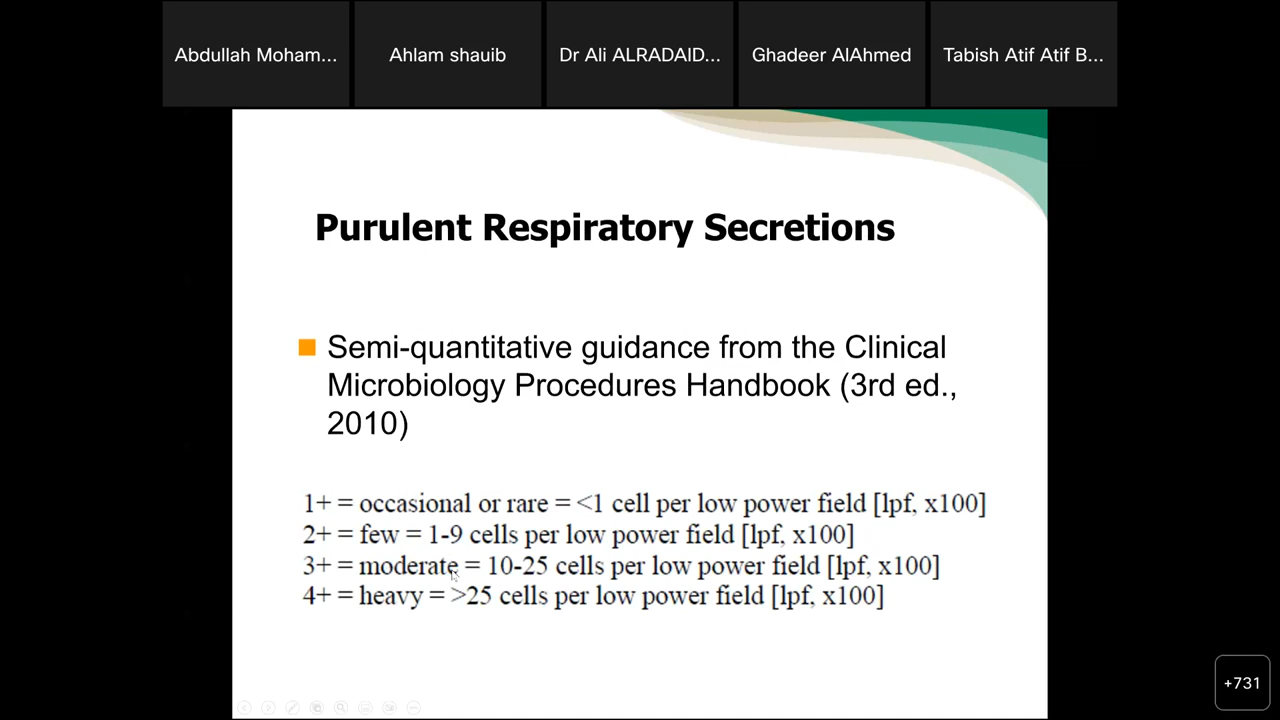 Abdullah Moham...
Ahlam shauib
Dr Ali ALRADAID...
Ghadeer AlAhmed
Tabish Atif Atif B...
Purulent Respiratory Secretions
Semi-quantitative guidance from the Clinical
Microbiology Procedures Handbook (3rd ed.,
2010)
1+ = occasional or rare = <1 cell per low power field [lpf, x100]
2+ = few = 1-9 cells per low power field [lpf, x100]
3+ = moderate = 10-25 cells per low power field [lpf, x100]
4+ = heavy = >25 cells per low power field [lpf, x100]
+731